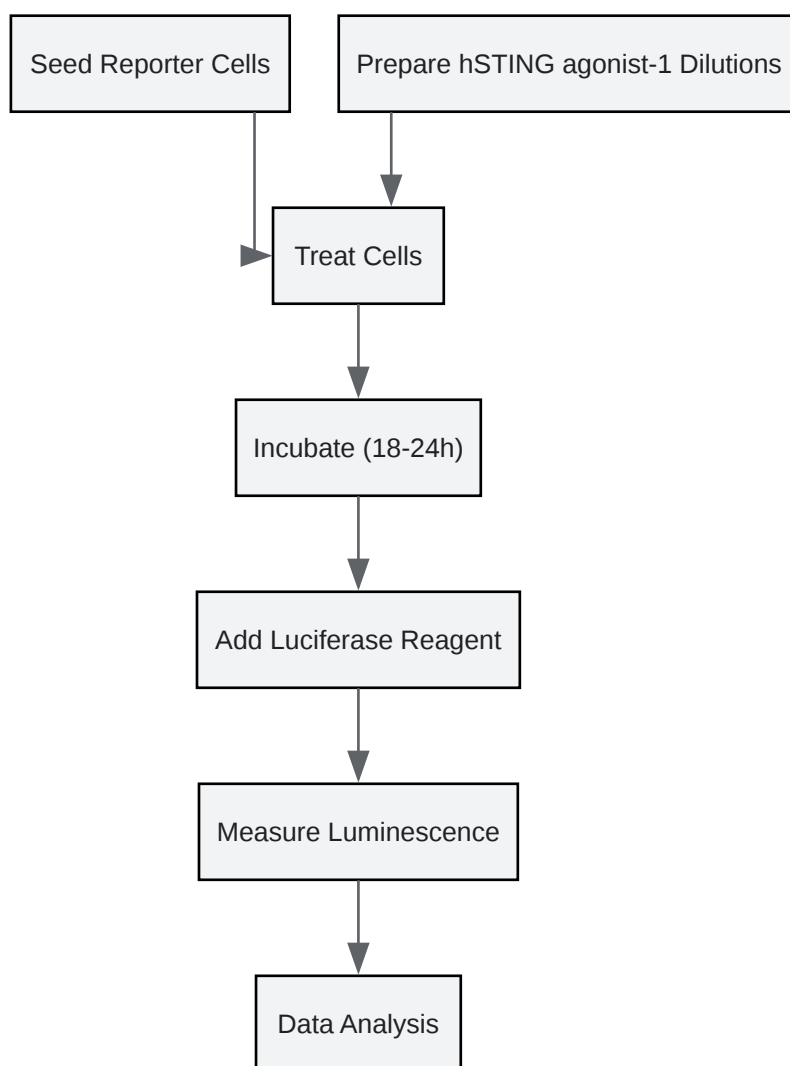 Seed Reporter Cells
Prepare hSTING agonist-1 Dilutions
Treat Cells
Incubate (18-24h)
Add Luciferase Reagent
Measure Luminescence
Data Analysis